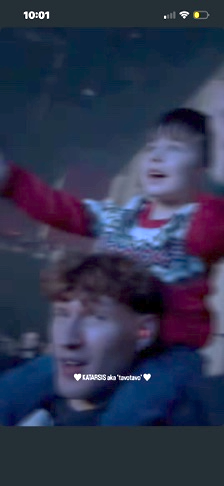 10:01
🤍 KATARSIS aka "tavotavo" 🤍